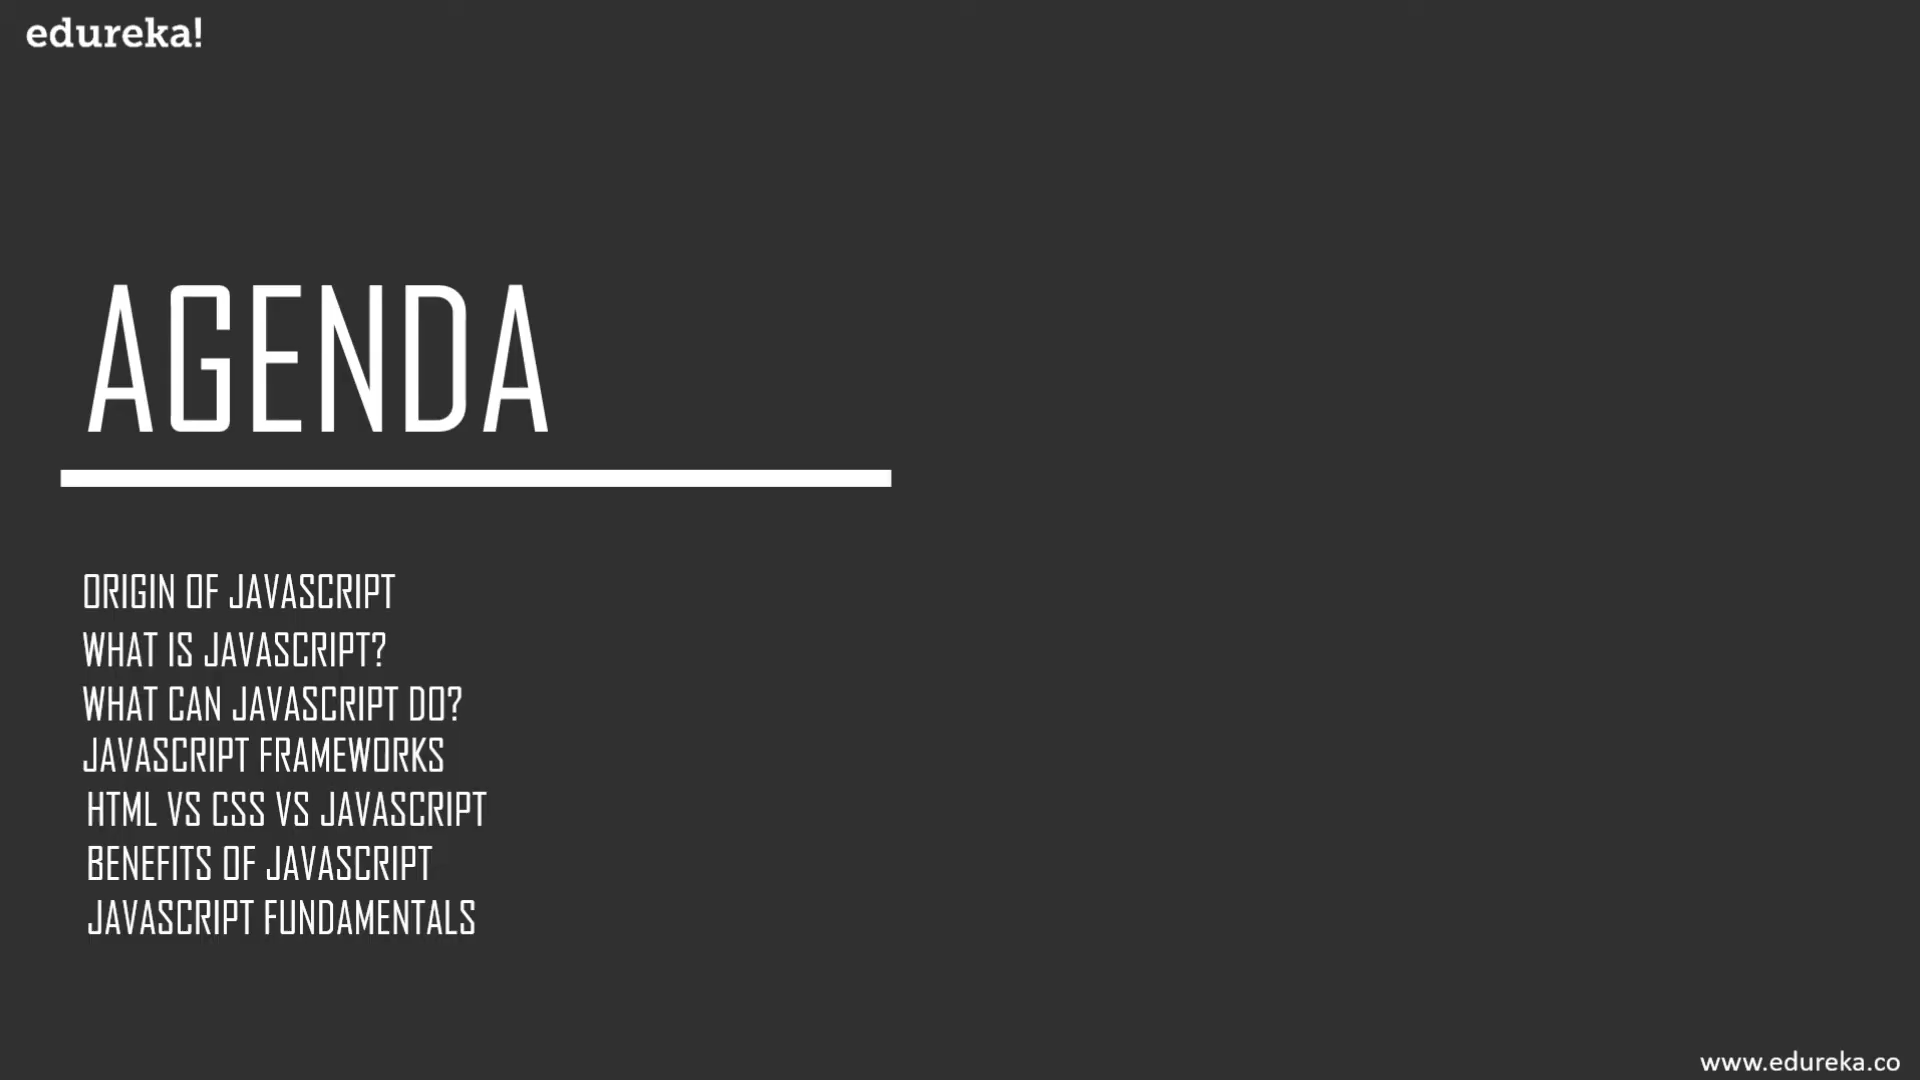 edureka!
AGENDA
ORIGIN OF JAVASCRIPT
WHAT IS JAVASCRIPT?
WHAT CAN JAVASCRIPT DO?
JAVASCRIPT FRAMEWORKS
HTML VS CSS VS JAVASCRIPT
BENEFITS OF JAVASCRIPT
JAVASCRIPT FUNDAMENTALS
www.edureka.co